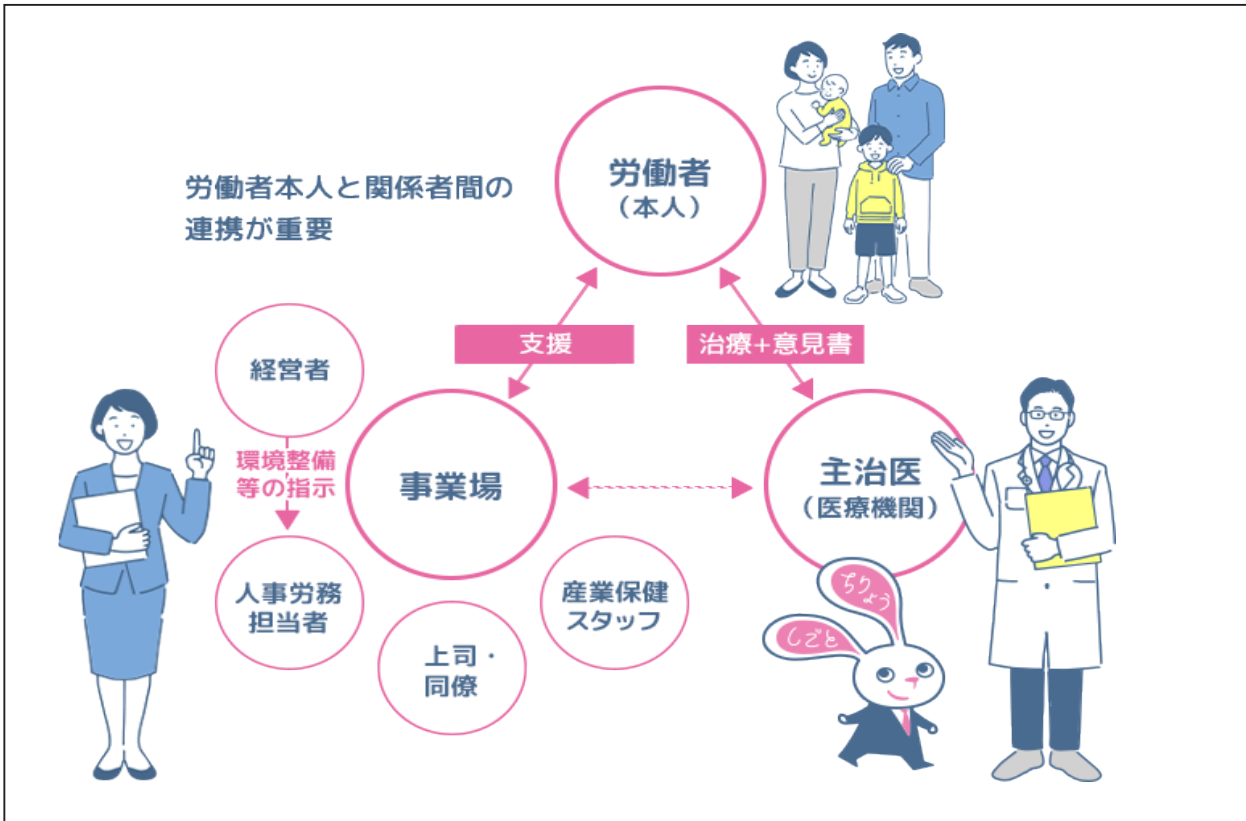 労働者本人と関係者間の
連携が重要
労働者
（本人）
支援
治療+意見書
経営者
環境整備
等の指示
事業場
主治医
（医療機関）
人事労務
担当者
上司・
同僚
産業保健
スタッフ
ちりょう
しごと